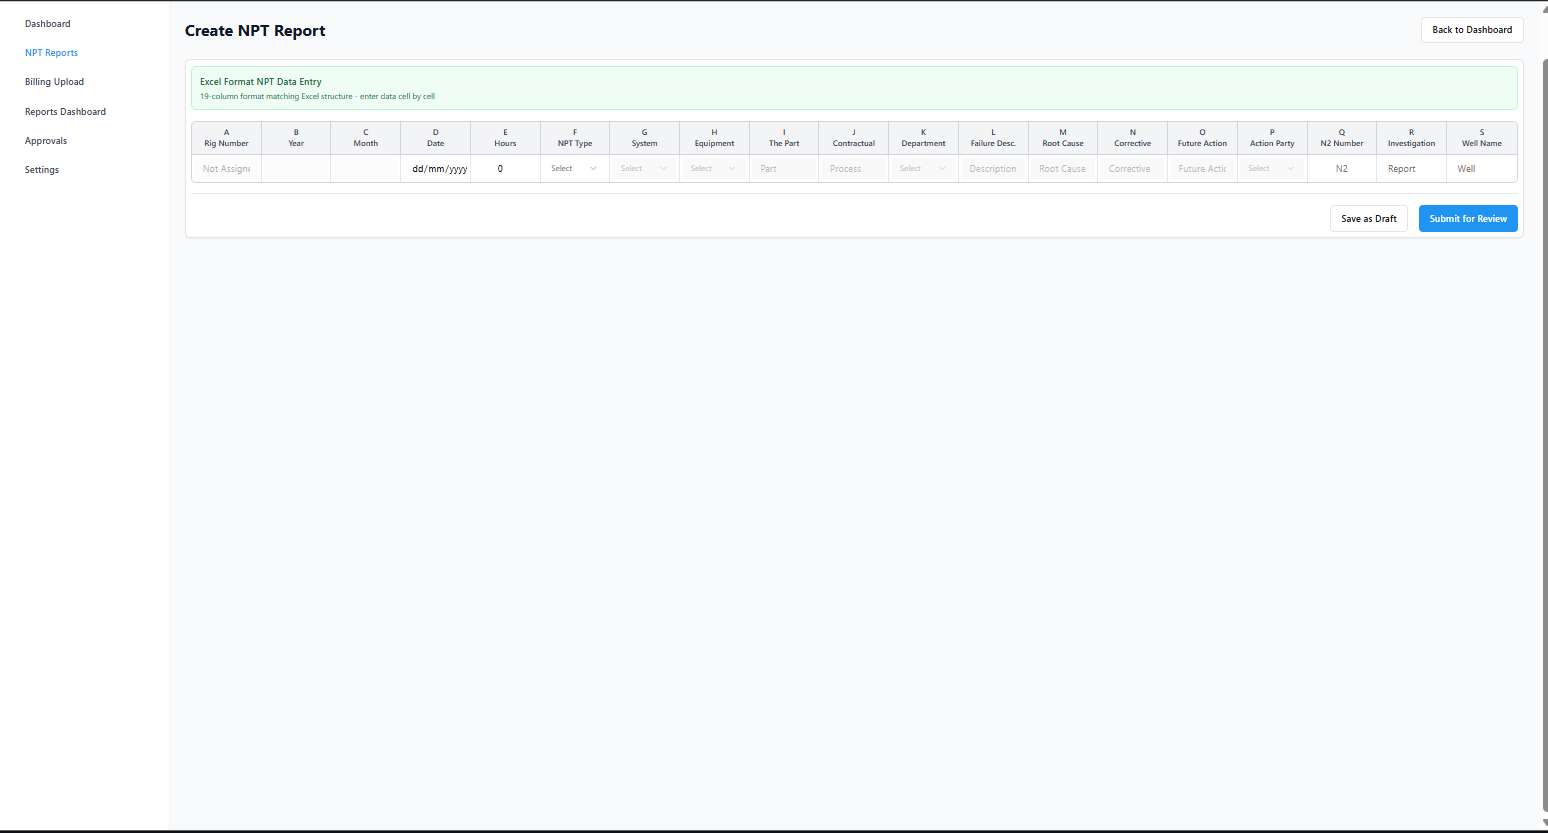 Dashboard
NPT Reports
Billing Upload
Reports Dashboard
Approvals
Settings
Create NPT Report
Back to Dashboard
Excel Format NPT Data Entry
19-column format matching Excel structure - enter data cell by cell
A B C D E F G H I J K L M N O P Q R S
Rig Number Year Month Date Hours NPT Type System Equipment The Part Contractual Department Failure Desc. Root Cause Corrective Future Action Action Party N2 Number Investigation Well Name
Not Assigne dd/mm/yyyy 0 Select Select Select Part Process Select Description Root Cause Corrective Future Actic Select N2 Report Well
Save as Draft Submit for Review